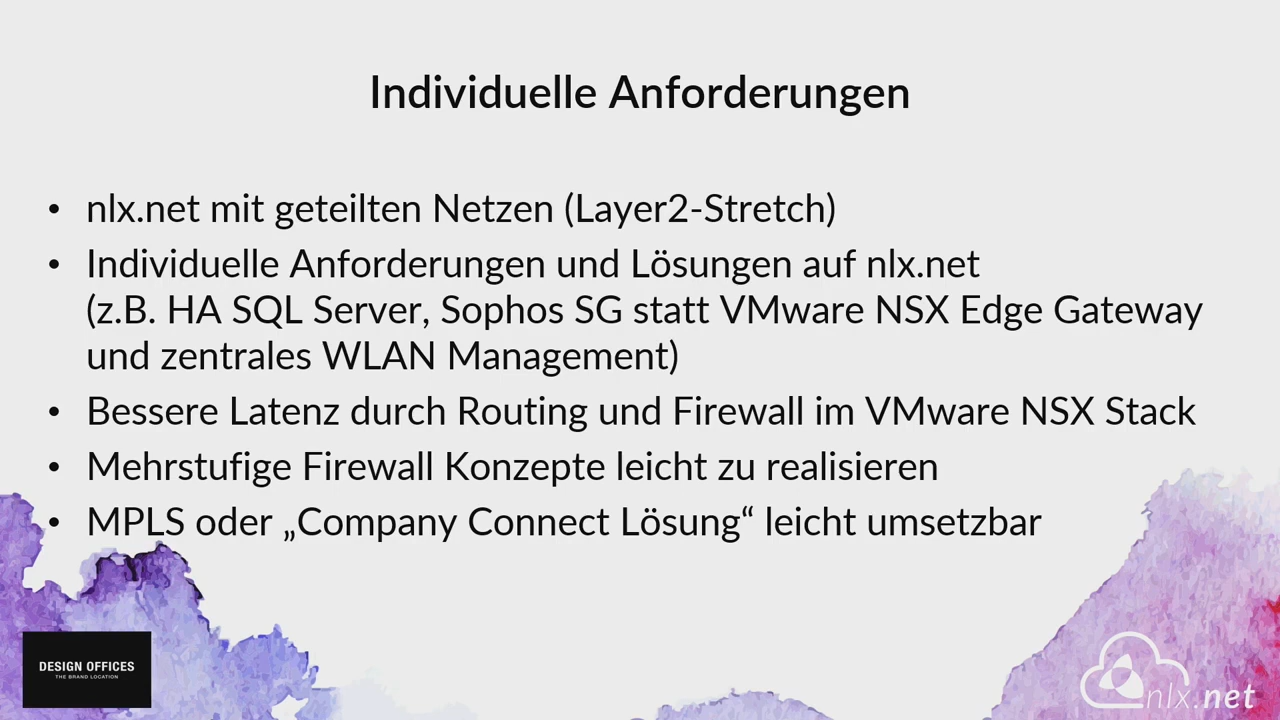 Individuelle Anforderungen
• nlx.net mit geteilten Netzen (Layer2-Stretch)
• Individuelle Anforderungen und Lösungen auf nlx.net
(z.B. HA SQL Server, Sophos SG statt VMware NSX Edge Gateway
und zentrales WLAN Management)
• Bessere Latenz durch Routing und Firewall im VMware NSX Stack
• Mehrstufige Firewall Konzepte leicht zu realisieren
• MPLS oder „Company Connect Lösung“ leicht umsetzbar
DESIGN OFFICES
THE BRAND LOCATION
nlx.net